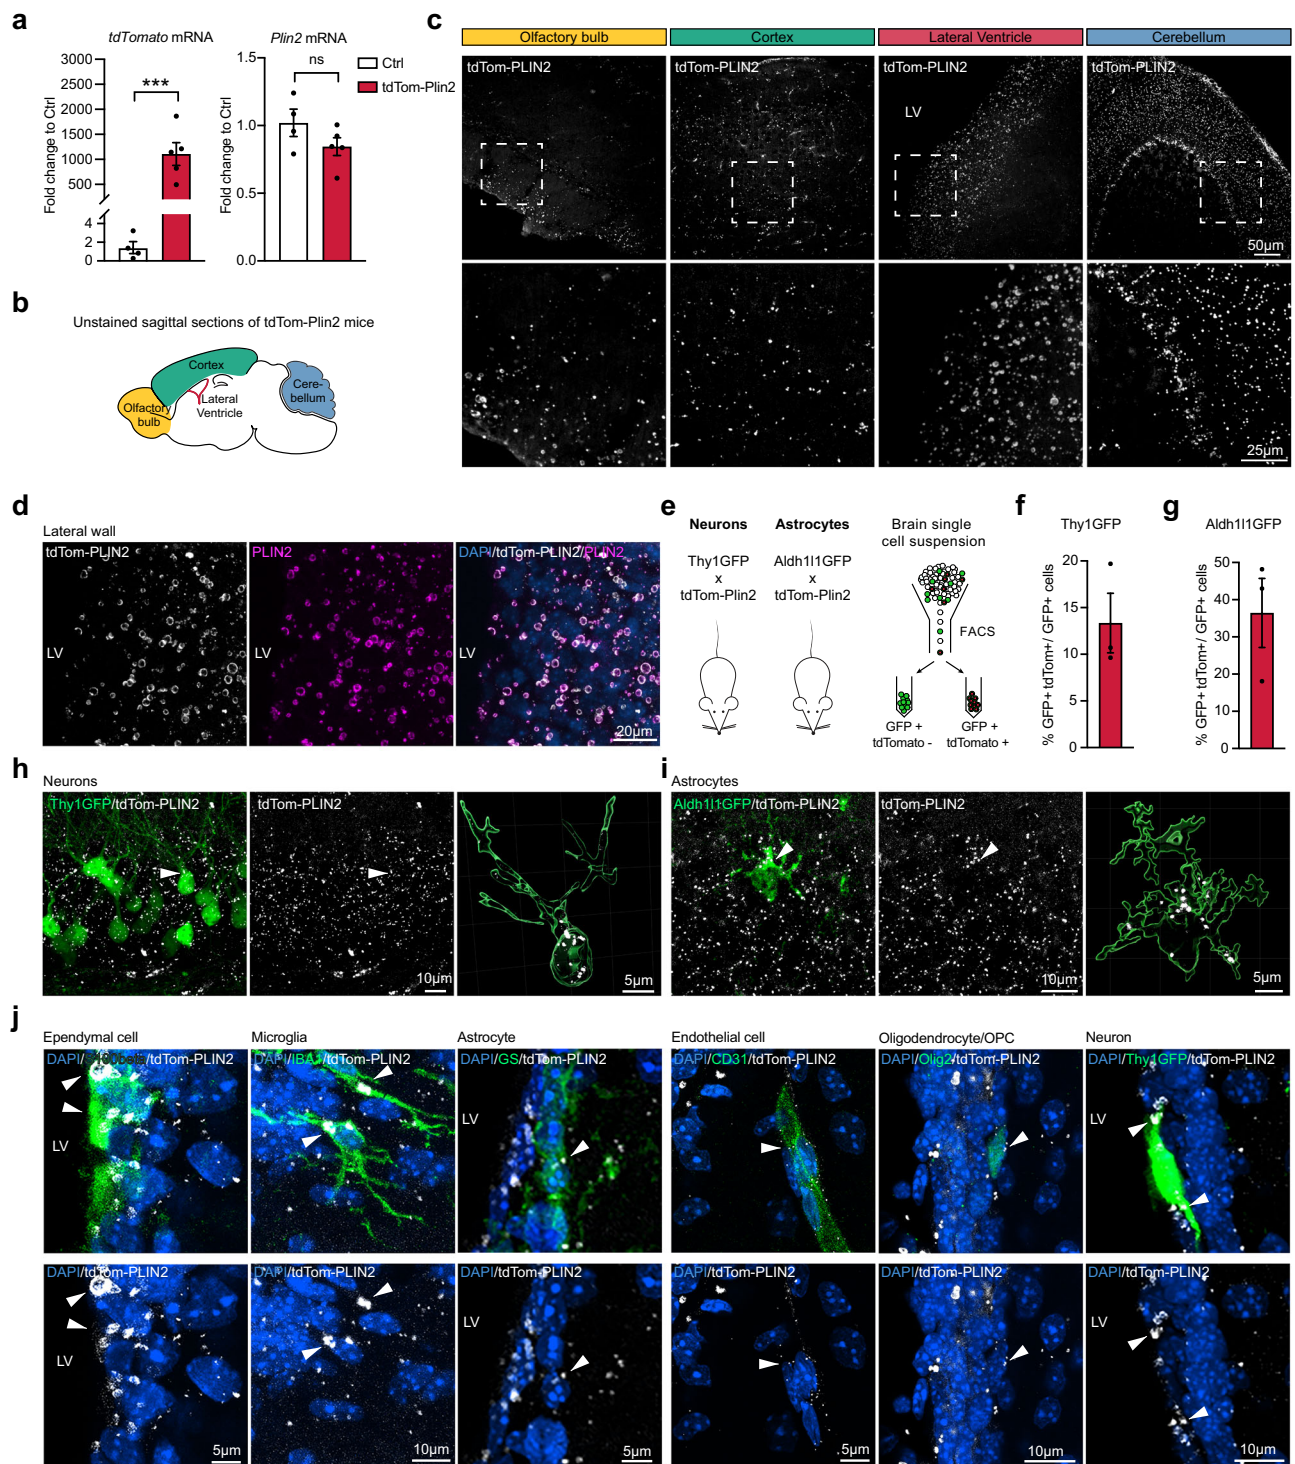 a
tdTomato mRNA
Fold change to Ctrl
3000
2500
2000
1500
1000
500
4
2
0
***
Plin2 mRNA
Fold change to Ctrl
1.5
1.0
0.5
0.0
ns
Ctrl
tdTom-Plin2
b
Unstained sagittal sections of tdTom-Plin2 mice
Cortex
Olfactory
bulb
Lateral
Ventricle
Cere-
bellum
c
Olfactory bulb
Cortex
Lateral Ventricle
Cerebellum
tdTom-PLIN2
tdTom-PLIN2
tdTom-PLIN2
tdTom-PLIN2
LV
50µm
25µm
d
Lateral wall
tdTom-PLIN2
PLIN2
DAPI/tdTom-PLIN2/PLIN2
LV
LV
LV
20µm
e
Neurons
Astrocytes
Thy1GFP
x
tdTom-Plin2
Aldh1l1GFP
x
tdTom-Plin2
Brain single
cell suspension
FACS
GFP +
tdTomato -
GFP +
tdTomato +
f
Thy1GFP
% GFP+ tdTom+/ GFP+ cells
20
15
10
5
0
g
Aldh1l1GFP
% GFP+ tdTom+/ GFP+ cells
50
40
30
20
10
0
h
Neurons
Thy1GFP/tdTom-PLIN2
tdTom-PLIN2
10µm
5µm
i
Astrocytes
Aldh1l1GFP/tdTom-PLIN2
tdTom-PLIN2
10µm
5µm
j
Ependymal cell
Microglia
Astrocyte
Endothelial cell
Oligodendrocyte/OPC
Neuron
DAPI/S100beta/tdTom-PLIN2
DAPI/IBA1/tdTom-PLIN2
DAPI/GS/tdTom-PLIN2
DAPI/CD31/tdTom-PLIN2
DAPI/Olig2/tdTom-PLIN2
DAPI/Thy1GFP/tdTom-PLIN2
LV
LV
LV
LV
LV
LV
DAPI/tdTom-PLIN2
DAPI/tdTom-PLIN2
DAPI/tdTom-PLIN2
DAPI/tdTom-PLIN2
DAPI/tdTom-PLIN2
DAPI/tdTom-PLIN2
LV
LV
LV
LV
LV
5µm
10µm
5µm
5µm
10µm
10µm